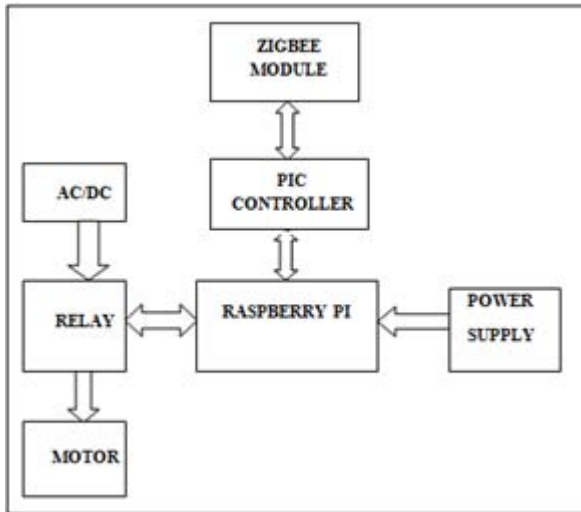 ZIGBEE
MODULE
PIC
CONTROLLER
AC/DC
RELAY
RASPBERRY PI
POWER
SUPPLY
MOTOR